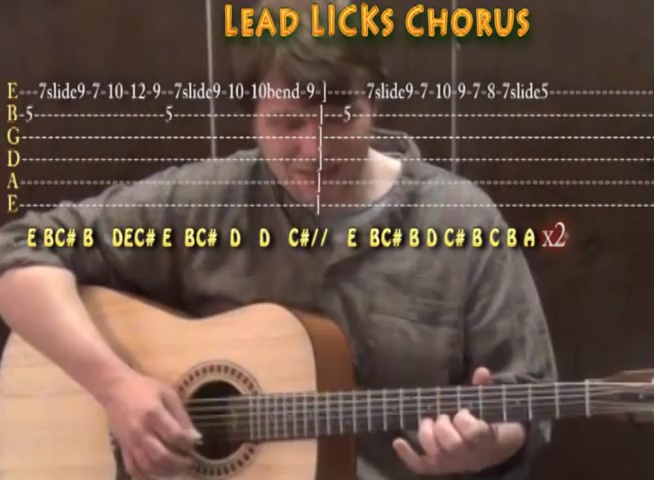 LEAD LICKS CHORUS
E---7slide9-7-10-12-9--7slide9-10-10bend-9-]------7slide9-7-10-9-7-8-7slide5----------------
B-5-----------------------5---------------------------]---5-------------------------------------------
G------------------------------------------------------]----------------------------------------------
D------------------------------------------------------]----------------------------------------------
A------------------------------------------------------]----------------------------------------------
E------------------------------------------------------]----------------------------------------------
E BC# B DEC# E BC# D D C#// E BC# B D C# B C B A x2